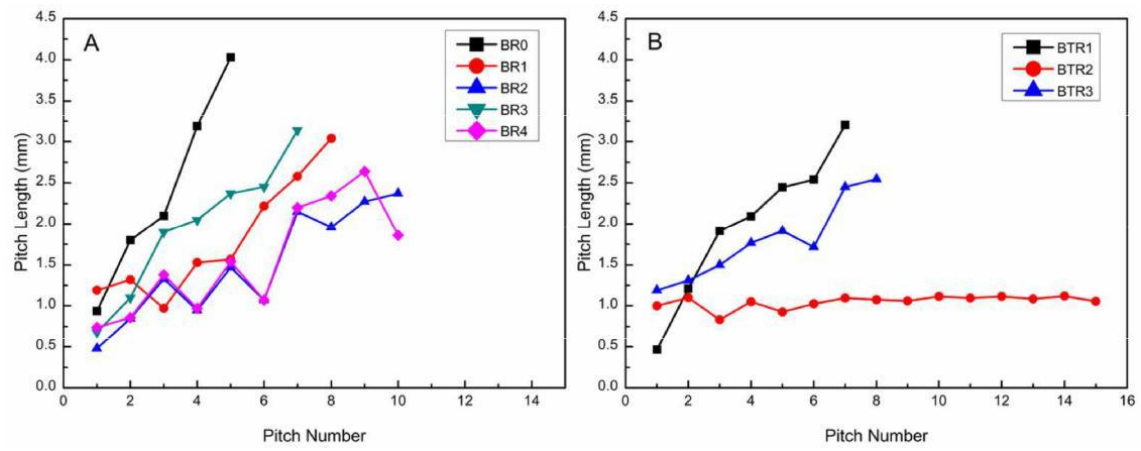 A
BR0
BR1
BR2
BR3
BR4
Pitch Length (mm)
4.5
4.0
3.5
3.0
2.5
2.0
1.5
1.0
0.5
0.0
0 2 4 6 8 10 12 14
Pitch Number
B
BTR1
BTR2
BTR3
Pitch Length (mm)
4.5
4.0
3.5
3.0
2.5
2.0
1.5
1.0
0.5
0.0
0 2 4 6 8 10 12 14 16
Pitch Number